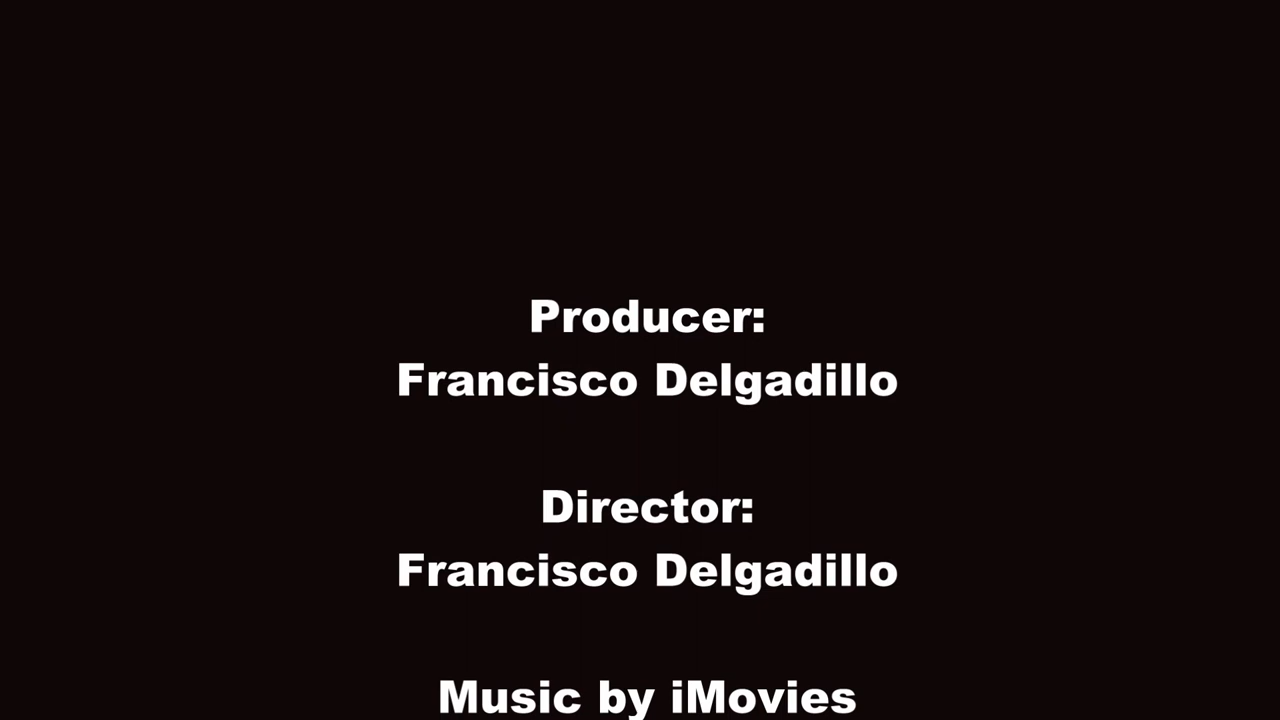 Producer:
Francisco Delgadillo
Director:
Francisco Delgadillo
Music by iMovies